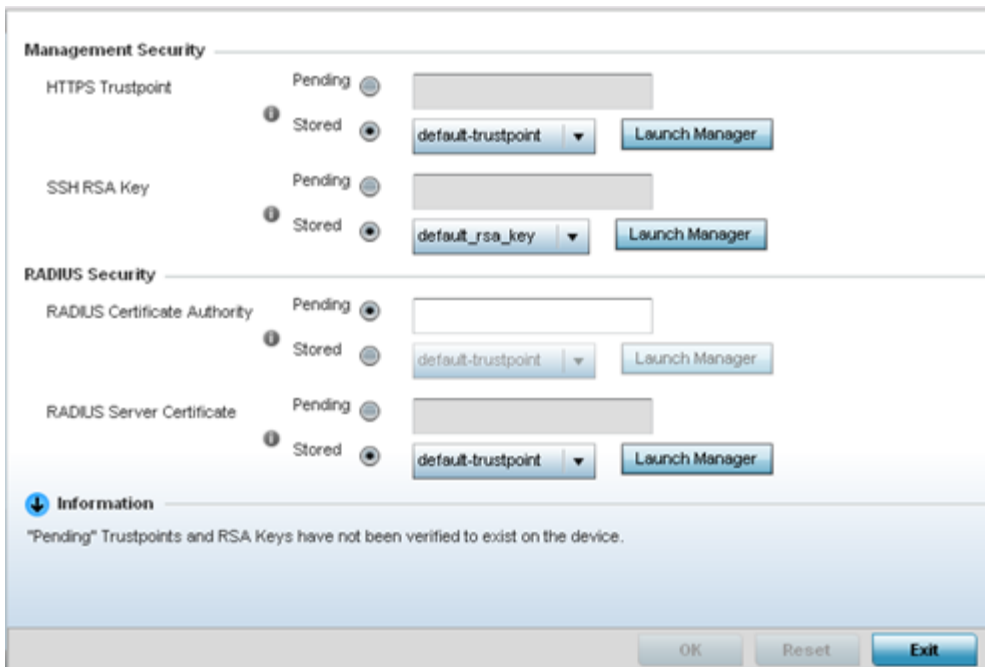 Management Security
HTTPS Trustpoint
Pending
Stored
default-trustpoint
Launch Manager
SSH RSA Key
Pending
Stored
default_rsa_key
Launch Manager
RADIUS Security
RADIUS Certificate Authority
Pending
Stored
default-trustpoint
Launch Manager
RADIUS Server Certificate
Pending
Stored
default-trustpoint
Launch Manager
Information
"Pending" Trustpoints and RSA Keys have not been verified to exist on the device.
OK
Reset
Exit